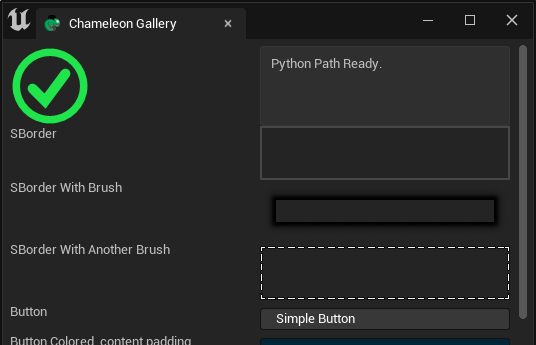 Chameleon Gallery
Python Path Ready.
SBorder
SBorder With Brush
SBorder With Another Brush
Button
Simple Button
Button Colored, content padding